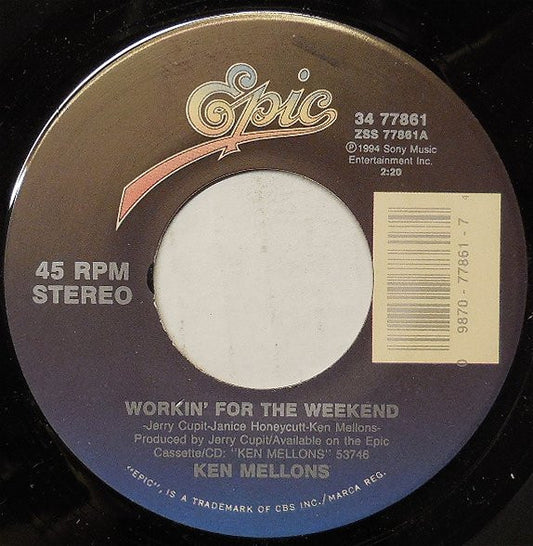 Epic
34 77861
ZSS 77861A
Ⓟ1994 Sony Music
Entertainment Inc.
2:20
45 RPM
STEREO
0 9870-77861-7 4
WORKIN' FOR THE WEEKEND
-Jerry Cupit-Janice Honeycutt-Ken Mellons-
Produced by Jerry Cupit/Available on the Epic
Cassette/CD: "KEN MELLONS" 53746
KEN MELLONS
"EPIC", IS A TRADEMARK OF CBS INC./MARCA REG.